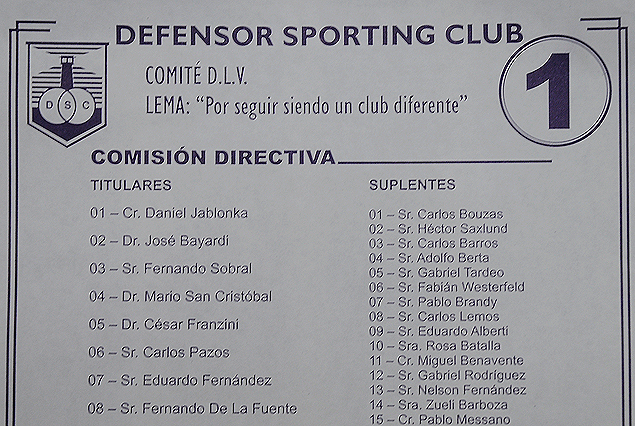 DEFENSOR SPORTING CLUB
D S C
COMITÉ D.L.V.
LEMA: "Por seguir siendo un club diferente"
1
COMISIÓN DIRECTIVA
TITULARES
01 – Cr. Daniel Jablonka
02 – Dr. José Bayardi
03 – Sr. Fernando Sobral
04 – Dr. Mario San Cristóbal
05 – Dr. César Franzini
06 – Sr. Carlos Pazos
07 – Sr. Eduardo Fernández
08 – Sr. Fernando De La Fuente
SUPLENTES
01 – Sr. Carlos Bouzas
02 – Sr. Héctor Saxlund
03 – Sr. Carlos Barros
04 – Sr. Adolfo Berta
05 – Sr. Gabriel Tardeo
06 – Sr. Fabián Westerfeld
07 – Sr. Pablo Brandy
08 – Sr. Carlos Lemos
09 – Sr. Eduardo Alberti
10 – Sra. Rosa Batalla
11 – Cr. Miguel Benavente
12 – Sr. Gabriel Rodríguez
13 – Sr. Nelson Fernández
14 – Sra. Zueli Barboza
15 – Cr. Pablo Messano